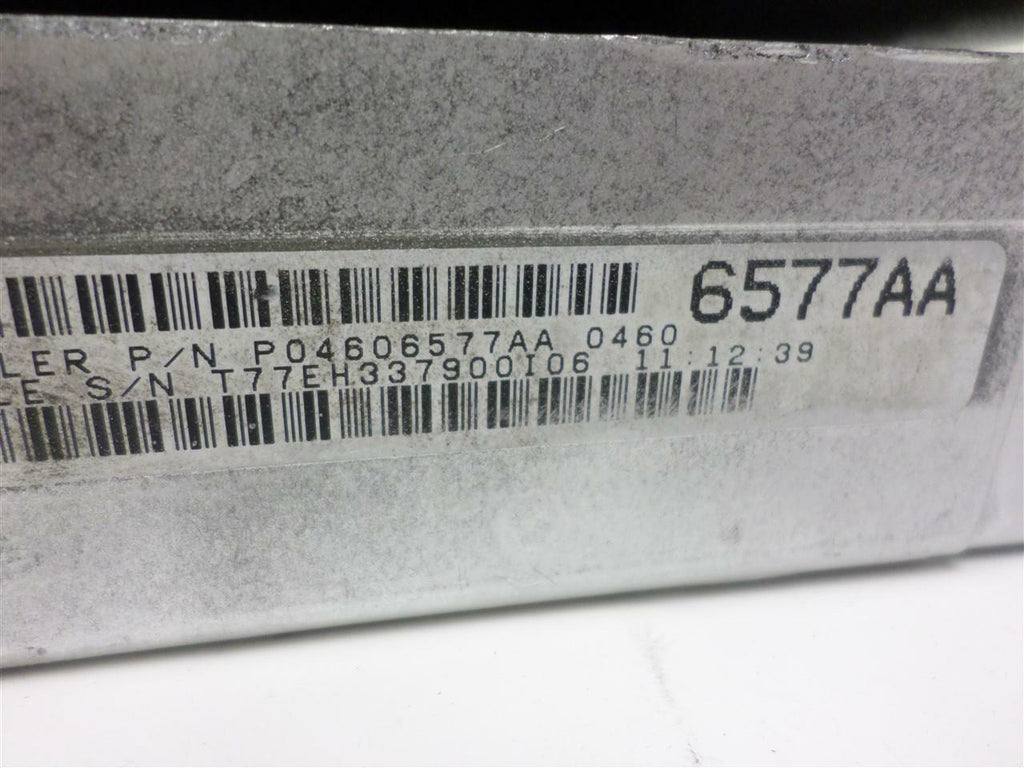 6577AA
LER P/N P04606577AA 0460
LE S/N T77EH337900I06 11:12:39